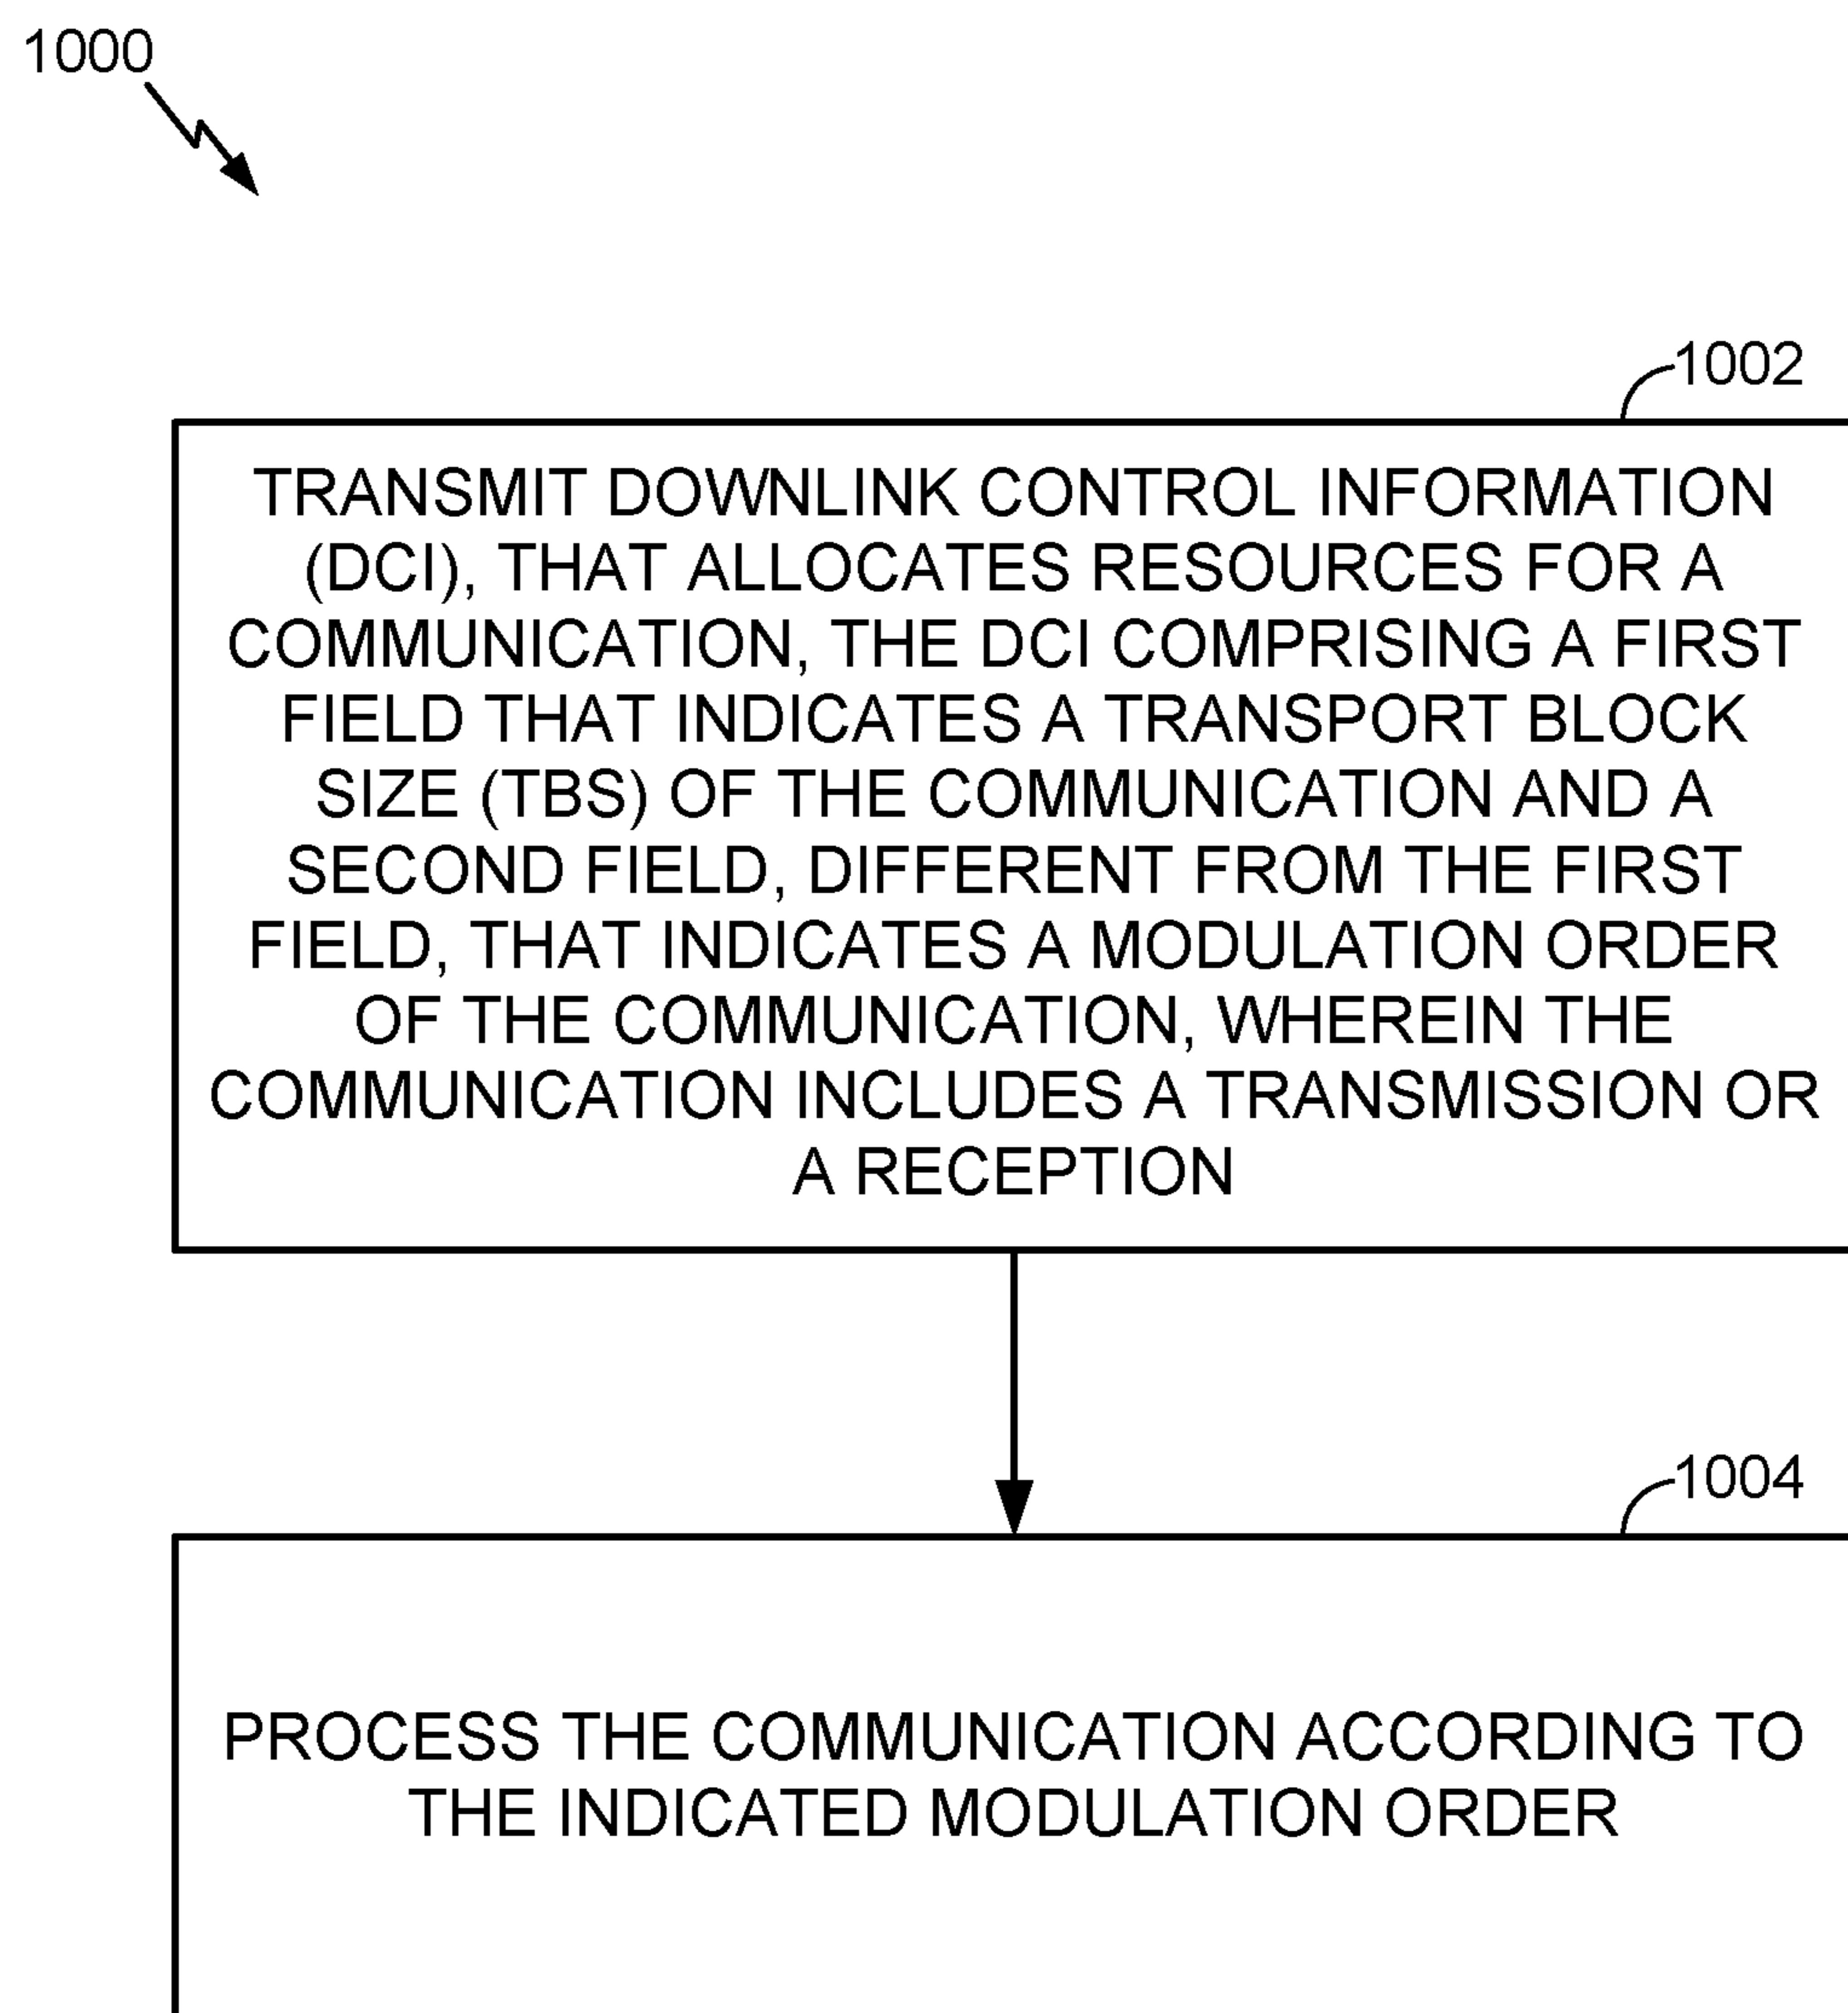 1000
1002
TRANSMIT DOWNLINK CONTROL INFORMATION
(DCI), THAT ALLOCATES RESOURCES FOR A
COMMUNICATION, THE DCI COMPRISING A FIRST
FIELD THAT INDICATES A TRANSPORT BLOCK
SIZE (TBS) OF THE COMMUNICATION AND A
SECOND FIELD, DIFFERENT FROM THE FIRST
FIELD, THAT INDICATES A MODULATION ORDER
OF THE COMMUNICATION, WHEREIN THE
COMMUNICATION INCLUDES A TRANSMISSION OR
A RECEPTION
1004
PROCESS THE COMMUNICATION ACCORDING TO
THE INDICATED MODULATION ORDER